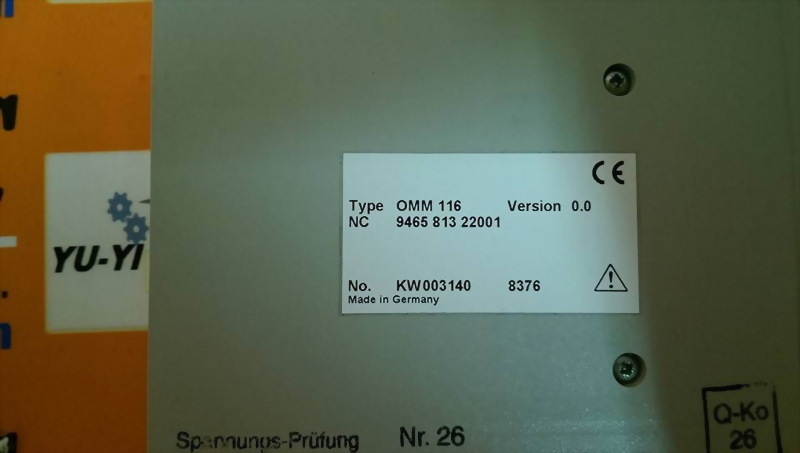 YU-YI
CE
Type OMM 116 Version 0.0
NC 9465 813 22001
No. KW003140 8376
Made in Germany
Spannungs-Prüfung Nr. 26
Q-Ko
26